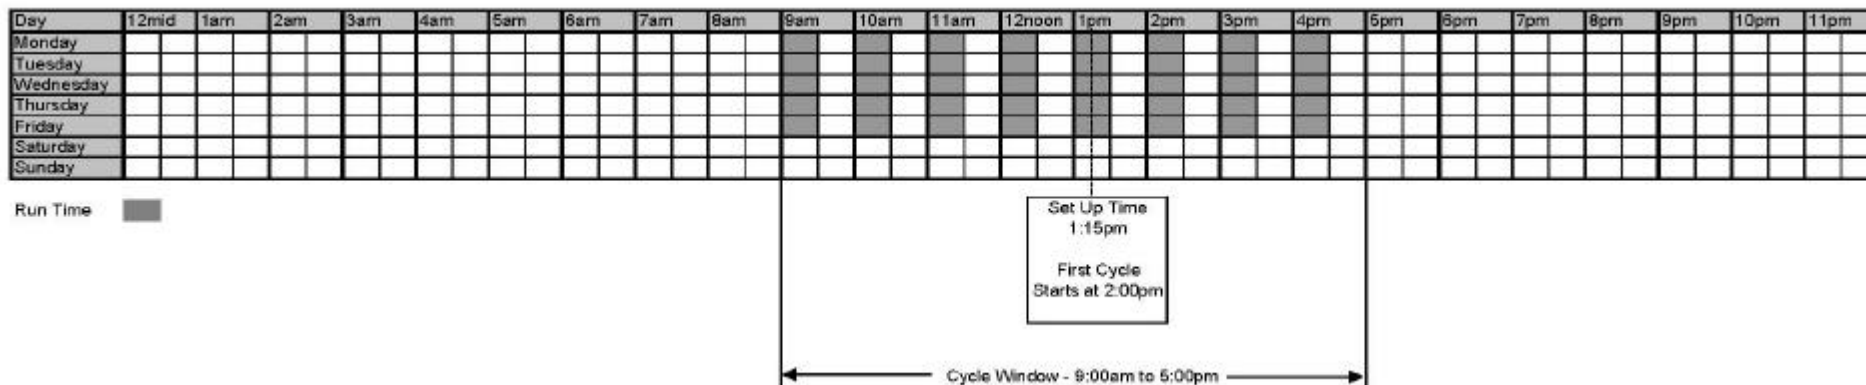 Day 12mid 1am 2am 3am 4am 5am 6am 7am 8am 9am 10am 11am 12noon 1pm 2pm 3pm 4pm 5pm 6pm 7pm 8pm 9pm 10pm 11pm
Monday
Tuesday
Wednesday
Thursday
Friday
Saturday
Sunday
Run Time
Set Up Time
1:15pm
First Cycle
Starts at 2:00pm
Cycle Window - 9:00am to 5:00pm